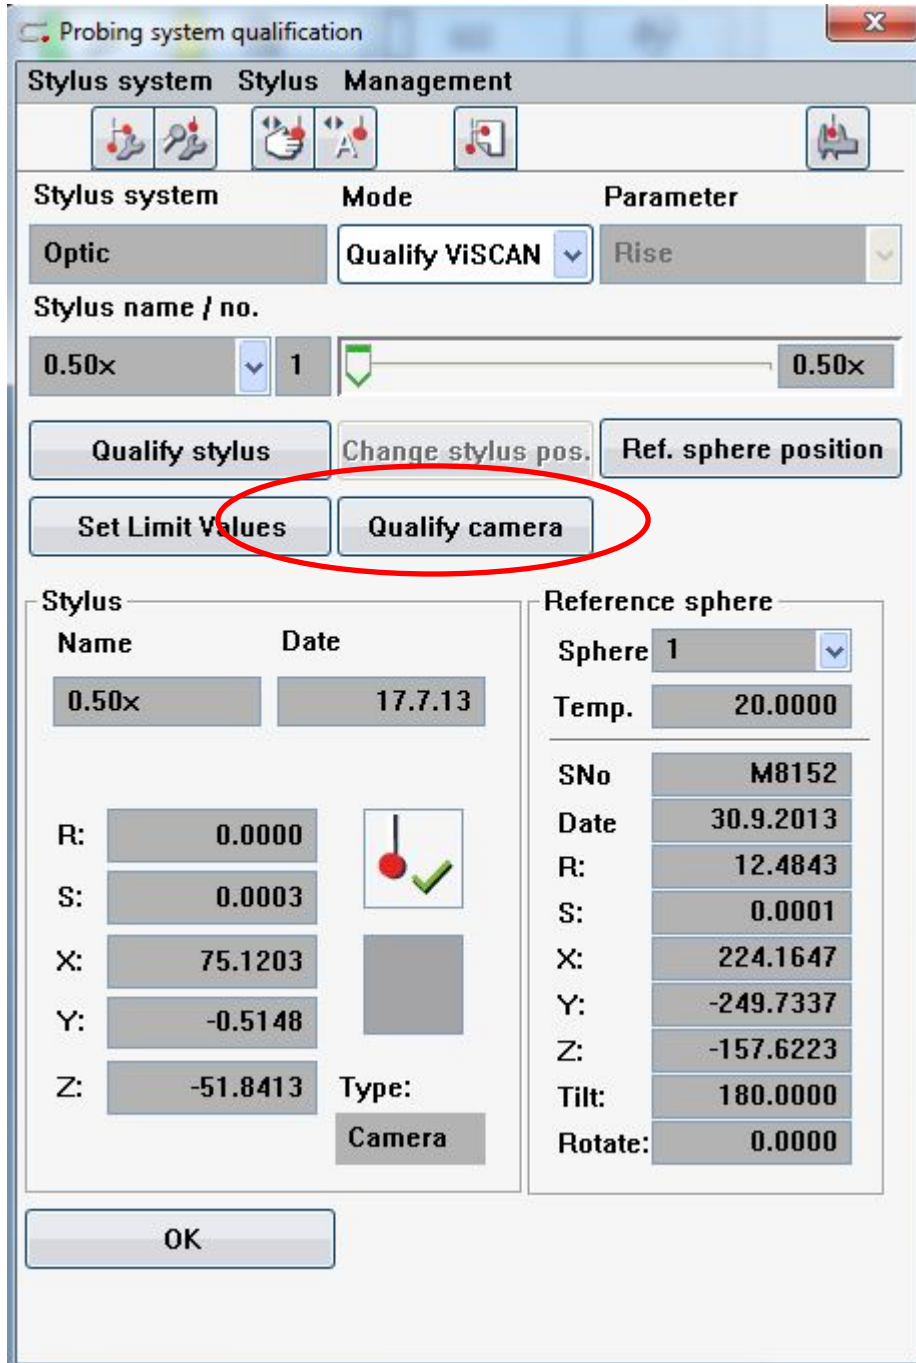 Probing system qualification
X
Stylus system Stylus Management
A
Stylus system Mode Parameter
Optic Qualify ViSCAN Rise
Stylus name / no.
0.50x 1 0.50x
Qualify stylus Change stylus pos. Ref. sphere position
Set Limit Values Qualify camera
Stylus
Name Date
0.50x 17.7.13
R: 0.0000
S: 0.0003
X: 75.1203
Y: -0.5148
Z: -51.8413 Type:
Camera
Reference sphere
Sphere 1
Temp. 20.0000
SNo M8152
Date 30.9.2013
R: 12.4843
S: 0.0001
X: 224.1647
Y: -249.7337
Z: -157.6223
Tilt: 180.0000
Rotate: 0.0000
OK